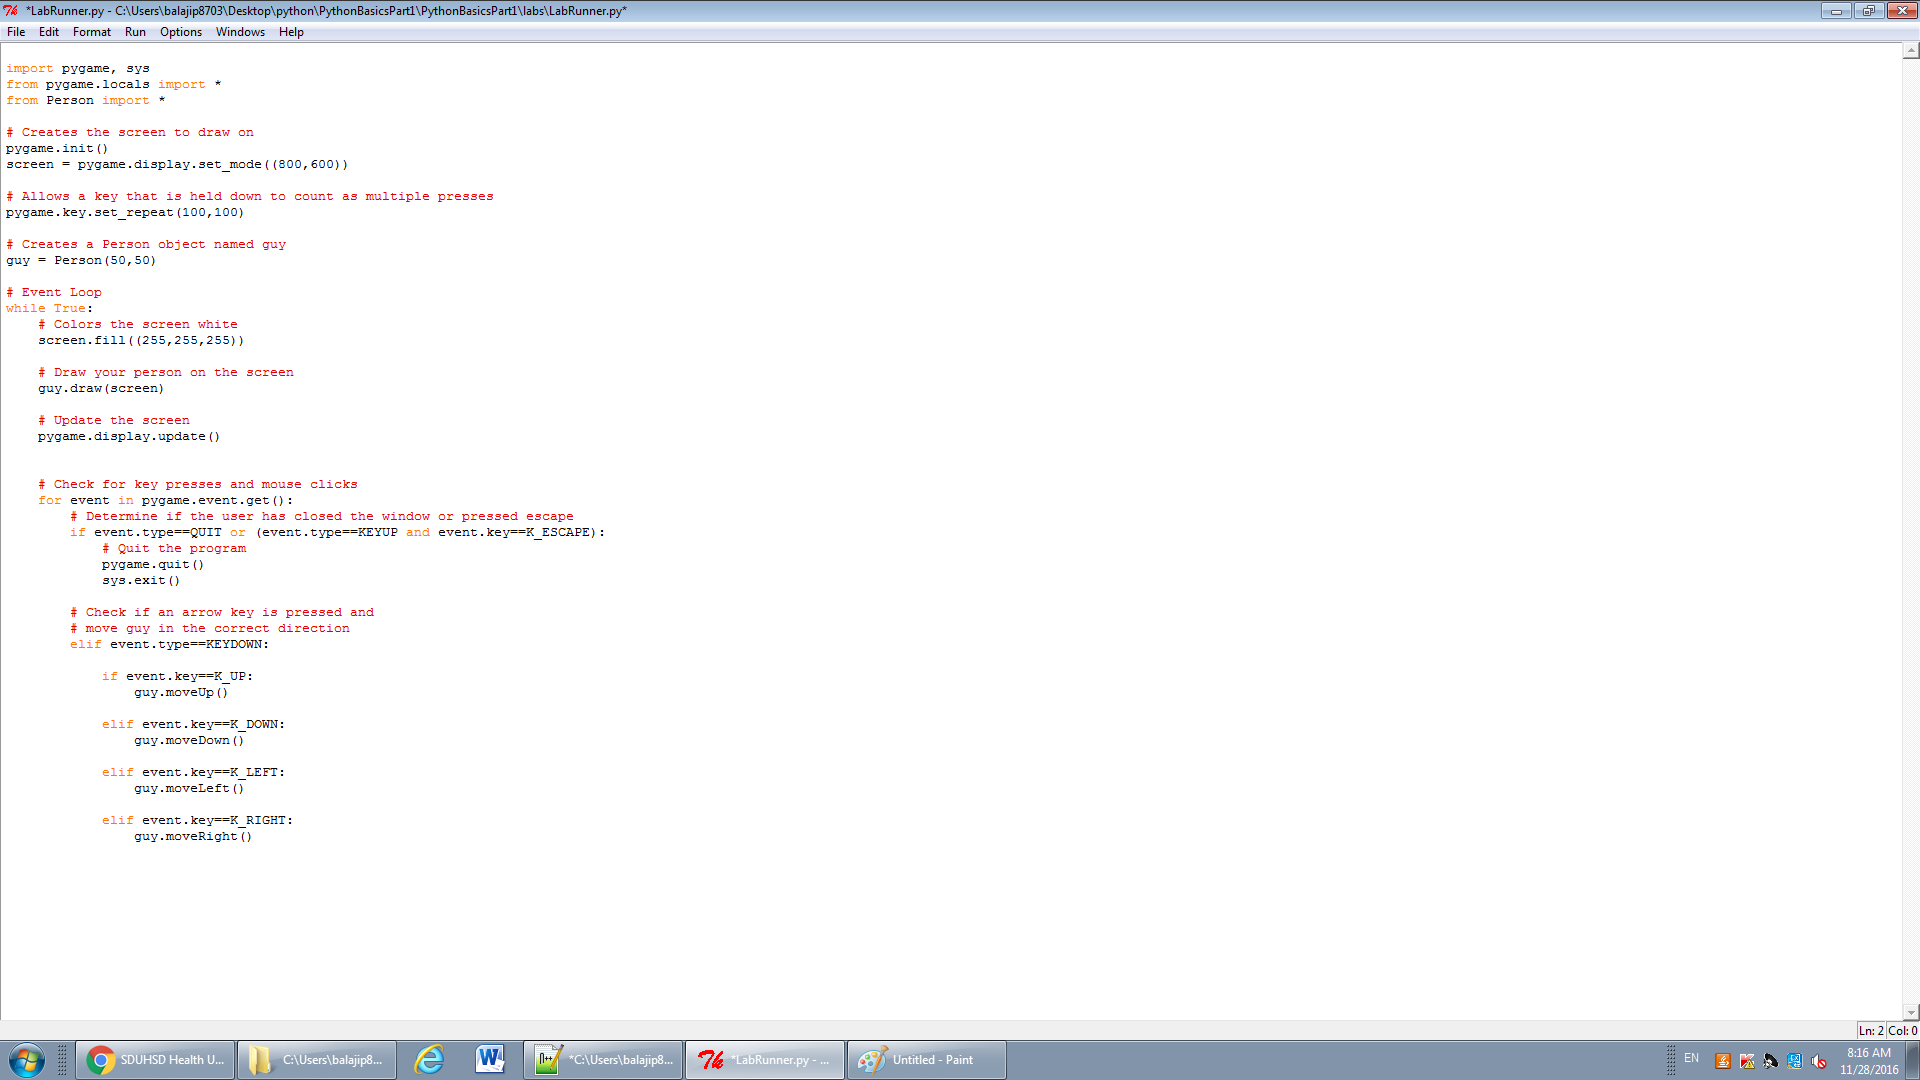 *LabRunner.py - C:\Users\balajip8703\Desktop\python\PythonBasicsPart1\PythonBasicsPart1\labs\LabRunner.py*
File Edit Format Run Options Windows Help
import pygame, sys
from pygame.locals import *
from Person import *
# Creates the screen to draw on
pygame.init()
screen = pygame.display.set_mode((800,600))
# Allows a key that is held down to count as multiple presses
pygame.key.set_repeat(100,100)
# Creates a Person object named guy
guy = Person(50,50)
# Event Loop
while True:
    # Colors the screen white
    screen.fill((255,255,255))
    # Draw your person on the screen
    guy.draw(screen)
    # Update the screen
    pygame.display.update()
    # Check for key presses and mouse clicks
    for event in pygame.event.get():
        # Determine if the user has closed the window or pressed escape
        if event.type==QUIT or (event.type==KEYUP and event.key==K_ESCAPE):
            # Quit the program
            pygame.quit()
            sys.exit()
        # Check if an arrow key is pressed and
        # move guy in the correct direction
        elif event.type==KEYDOWN:
            if event.key==K_UP:
                guy.moveUp()
            elif event.key==K_DOWN:
                guy.moveDown()
            elif event.key==K_LEFT:
                guy.moveLeft()
            elif event.key==K_RIGHT:
                guy.moveRight()
Ln: 2 Col: 0
SDUHSD Health U... C:\Users\balajip8... *C:\Users\balajip8... *LabRunner.py - ... Untitled - Paint EN 8:16 AM
11/28/2016